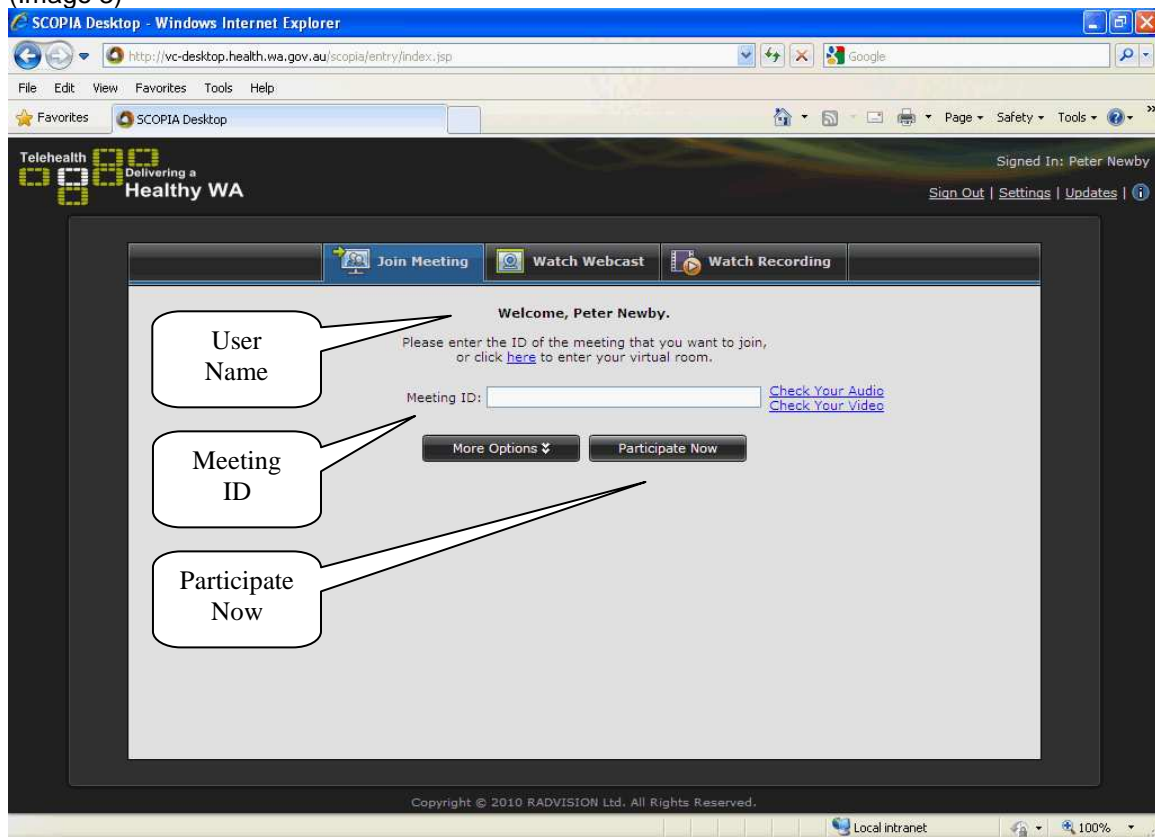 (Image 3)
SCOPIA Desktop - Windows Internet Explorer
http://vc-desktop.health.wa.gov.au/scopia/entry/index.jsp
Google
File Edit View Favorites Tools Help
Favorites SCOPIA Desktop Page Safety Tools »
Telehealth
Delivering a
Healthy WA
Signed In: Peter Newby
Sign Out | Settings | Updates |
Join Meeting Watch Webcast Watch Recording
Welcome, Peter Newby.
Please enter the ID of the meeting that you want to join,
or click here to enter your virtual room.
User
Name
Meeting ID:
Check Your Audio
Check Your Video
More Options Participate Now
Meeting
ID
Participate
Now
Copyright © 2010 RADVISION Ltd. All Rights Reserved.
Local intranet 100%